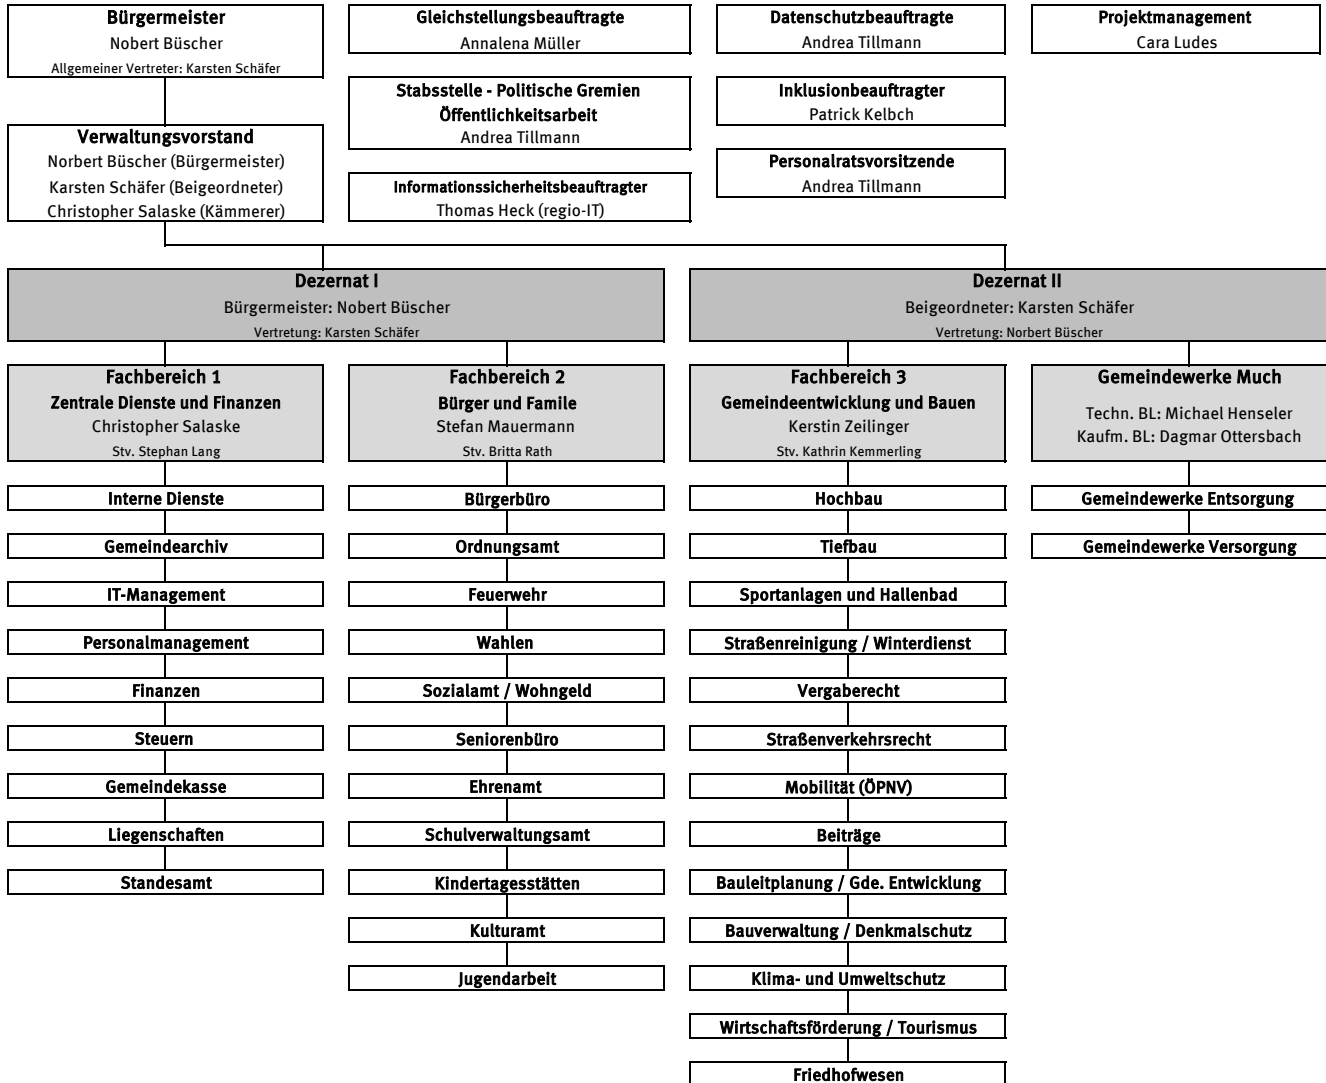 Bürgermeister
Nobert Büscher
Allgemeiner Vertreter: Karsten Schäfer
Gleichstellungsbeauftragte
Annalena Müller
Datenschutzbeauftragte
Andrea Tillmann
Projektmanagement
Cara Ludes
Stabsstelle - Politische Gremien
Öffentlichkeitsarbeit
Andrea Tillmann
Inklusionbeauftragter
Patrick Kelbch
Verwaltungsvorstand
Norbert Büscher (Bürgermeister)
Karsten Schäfer (Beigeordneter)
Christopher Salaske (Kämmerer)
Informationssicherheitsbeauftragter
Thomas Heck (regio-IT)
Personalratsvorsitzende
Andrea Tillmann
Dezernat I
Bürgermeister: Nobert Büscher
Vertretung: Karsten Schäfer
Dezernat II
Beigeordneter: Karsten Schäfer
Vertretung: Norbert Büscher
Fachbereich 1
Zentrale Dienste und Finanzen
Christopher Salaske
Stv. Stephan Lang
Interne Dienste
Gemeindearchiv
IT-Management
Personalmanagement
Finanzen
Steuern
Gemeindekasse
Liegenschaften
Standesamt
Fachbereich 2
Bürger und Famile
Stefan Mauermann
Stv. Britta Rath
Bürgerbüro
Ordnungsamt
Feuerwehr
Wahlen
Sozialamt / Wohngeld
Seniorenbüro
Ehrenamt
Schulverwaltungsamt
Kindertagesstätten
Kulturamt
Jugendarbeit
Fachbereich 3
Gemeindeentwicklung und Bauen
Kerstin Zeilinger
Stv. Kathrin Kemmerling
Hochbau
Tiefbau
Sportanlagen und Hallenbad
Straßenreinigung / Winterdienst
Vergaberecht
Straßenverkehrsrecht
Mobilität (ÖPNV)
Beiträge
Bauleitplanung / Gde. Entwicklung
Bauverwaltung / Denkmalschutz
Klima- und Umweltschutz
Wirtschaftsförderung / Tourismus
Friedhofwesen
Gemeindewerke Much
Techn. BL: Michael Henseler
Kaufm. BL: Dagmar Ottersbach
Gemeindewerke Entsorgung
Gemeindewerke Versorgung